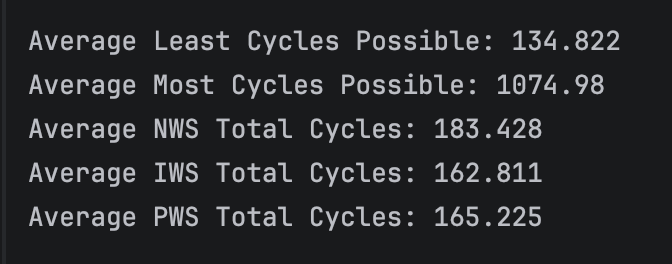 Average Least Cycles Possible: 134.822
Average Most Cycles Possible: 1074.98
Average NWS Total Cycles: 183.428
Average IWS Total Cycles: 162.811
Average PWS Total Cycles: 165.225